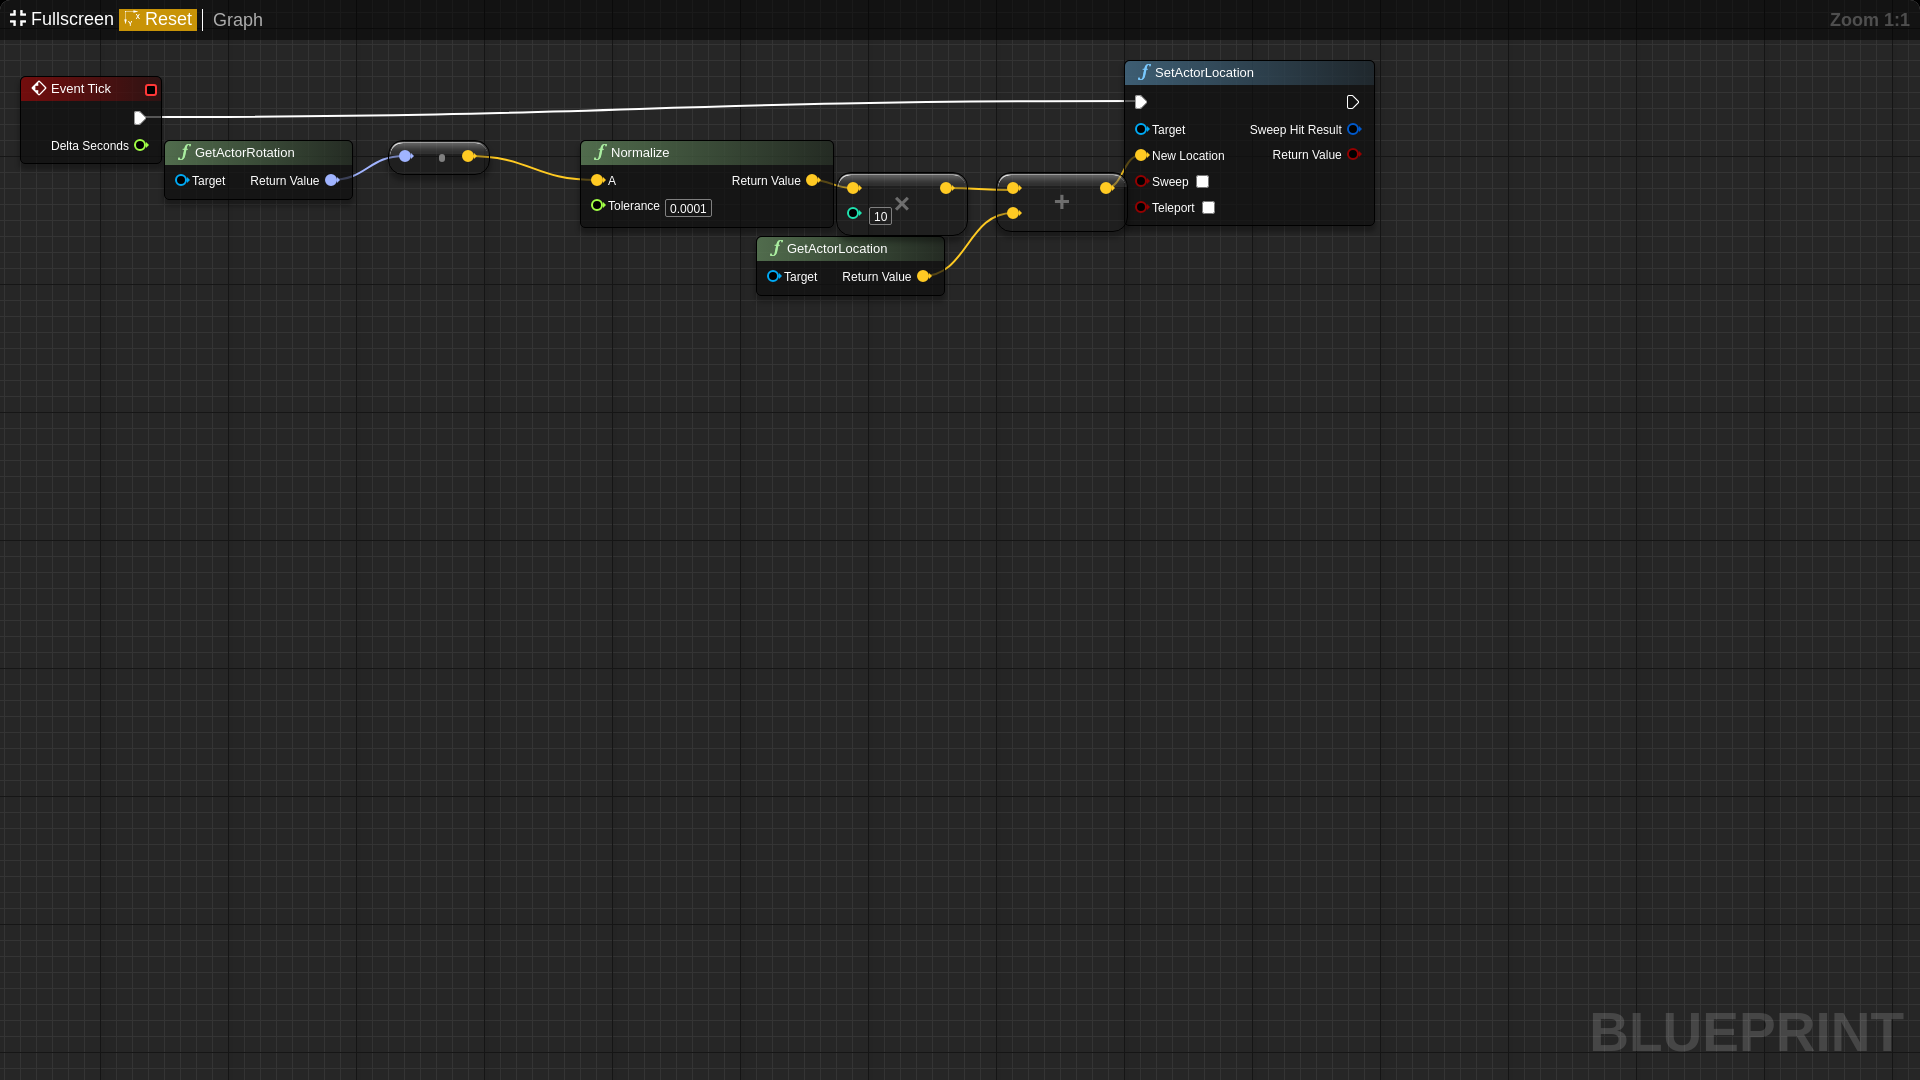 Fullscreen Reset Graph
Zoom 1:1
Event Tick
Delta Seconds
GetActorRotation
Target Return Value
Normalize
A Return Value
Tolerance 0.0001
10
×
+
GetActorLocation
Target Return Value
SetActorLocation
Target Sweep Hit Result
New Location Return Value
Sweep
Teleport
BLUEPRINT